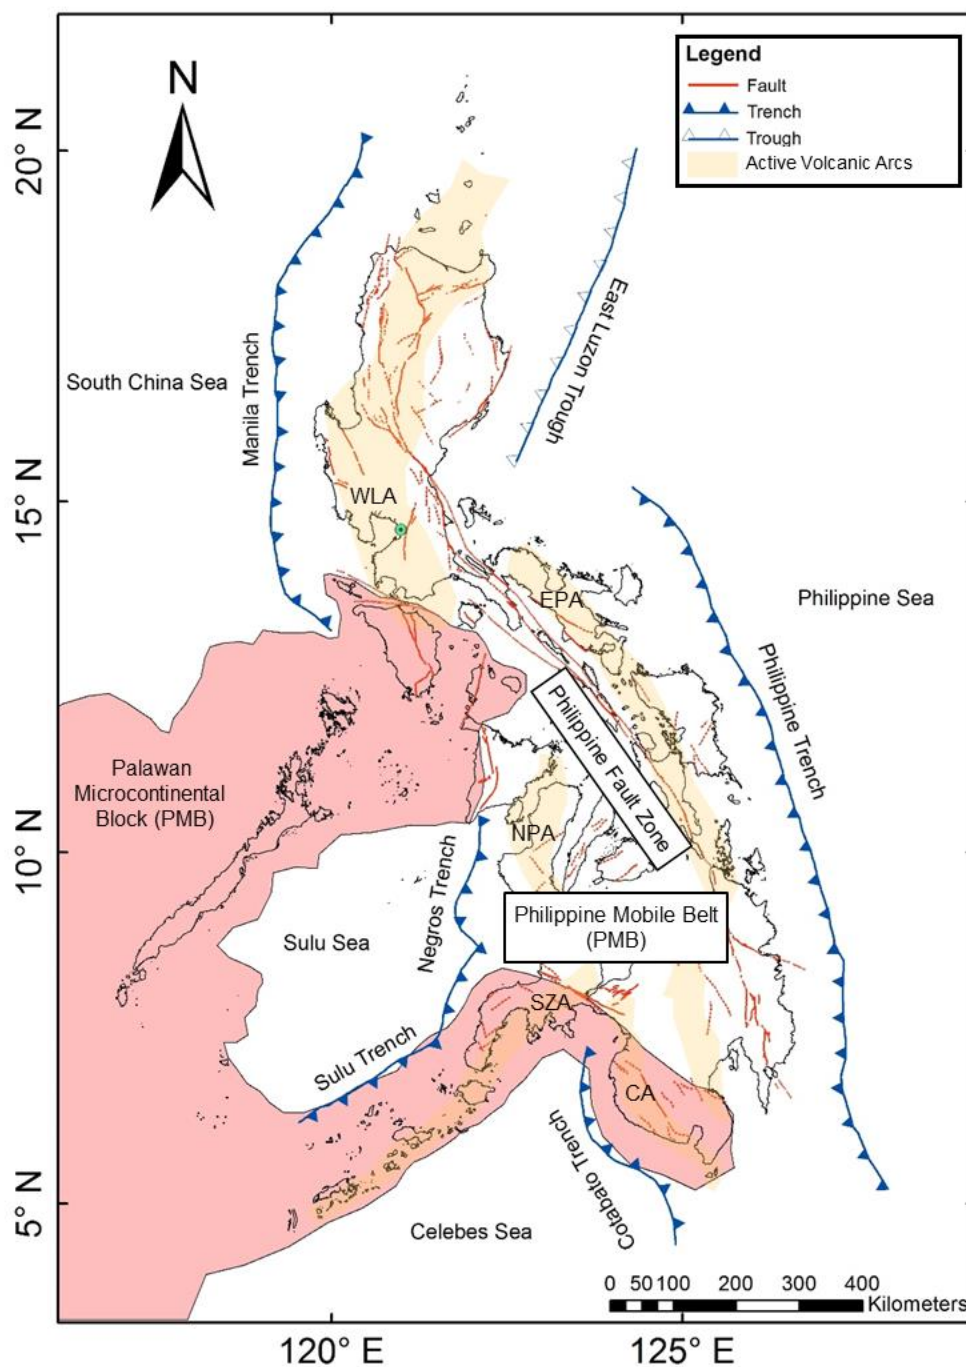 Legend
Fault
Trench
Trough
Active Volcanic Arcs
N
20° N
15° N
10° N
5° N
South China Sea
Manila Trench
East Luzon Trough
WLA
EPA
Philippine Sea
Philippine Trench
Philippine Fault Zone
Palawan
Microcontinental
Block (PMB)
NPA
Negros Trench
Philippine Mobile Belt
(PMB)
Sulu Sea
SZA
Sulu Trench
CA
Cotabato Trench
Celebes Sea
0 50 100 200 300 400
Kilometers
120° E
125° E